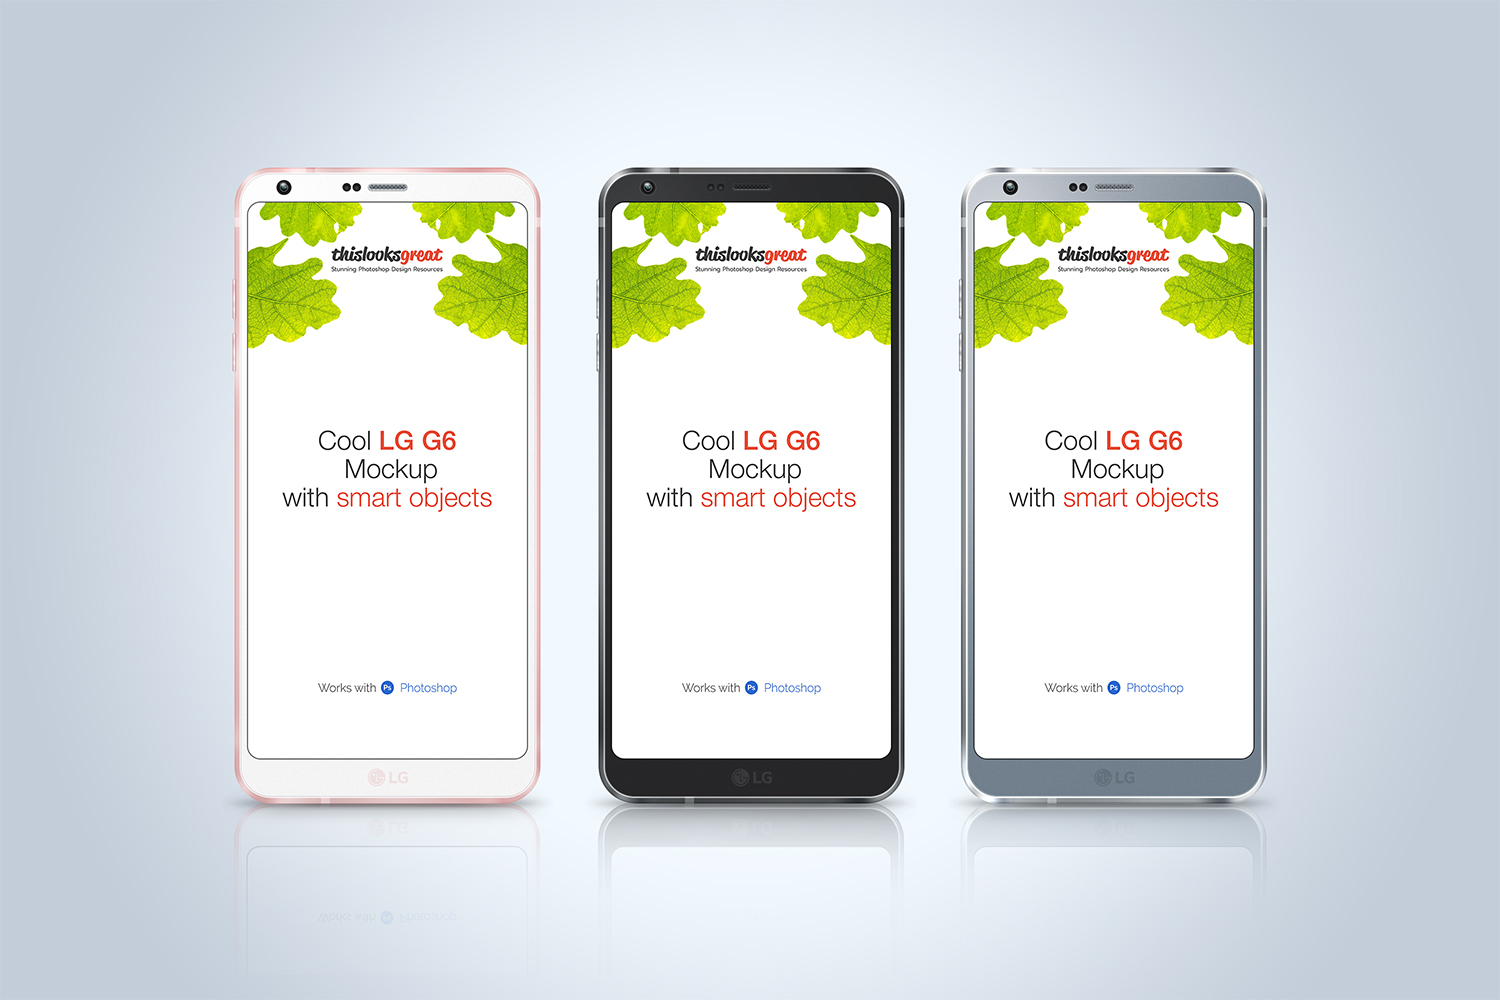 thislooksgreat
Stunning Photoshop Design Resources
Cool LG G6
Mockup
with smart objects
Works with Ps Photoshop
LG
thislooksgreat
Stunning Photoshop Design Resources
Cool LG G6
Mockup
with smart objects
Works with Ps Photoshop
LG
thislooksgreat
Stunning Photoshop Design Resources
Cool LG G6
Mockup
with smart objects
Works with Ps Photoshop
LG